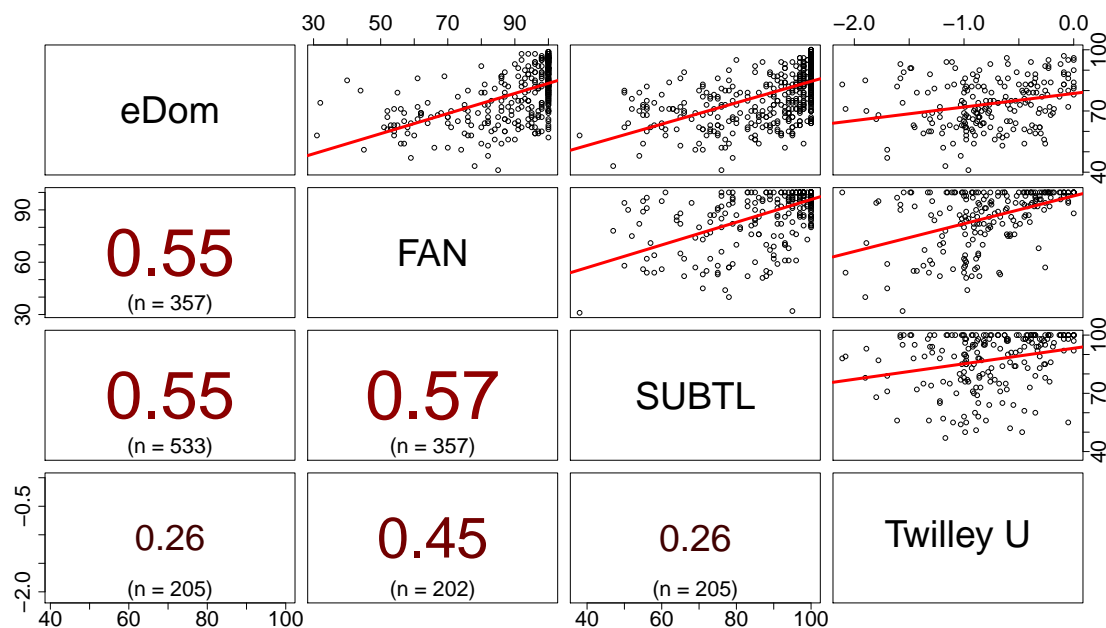 30 50 70 90
−2.0 −1.0 0.0
eDom
40 70 100
30 60 90
0.55
(n = 357)
FAN
0.55
(n = 533)
0.57
(n = 357)
SUBTL
40 70 100
−2.0 −0.5
0.26
(n = 205)
0.45
(n = 202)
0.26
(n = 205)
Twilley U
40 60 80 100
40 60 80 100